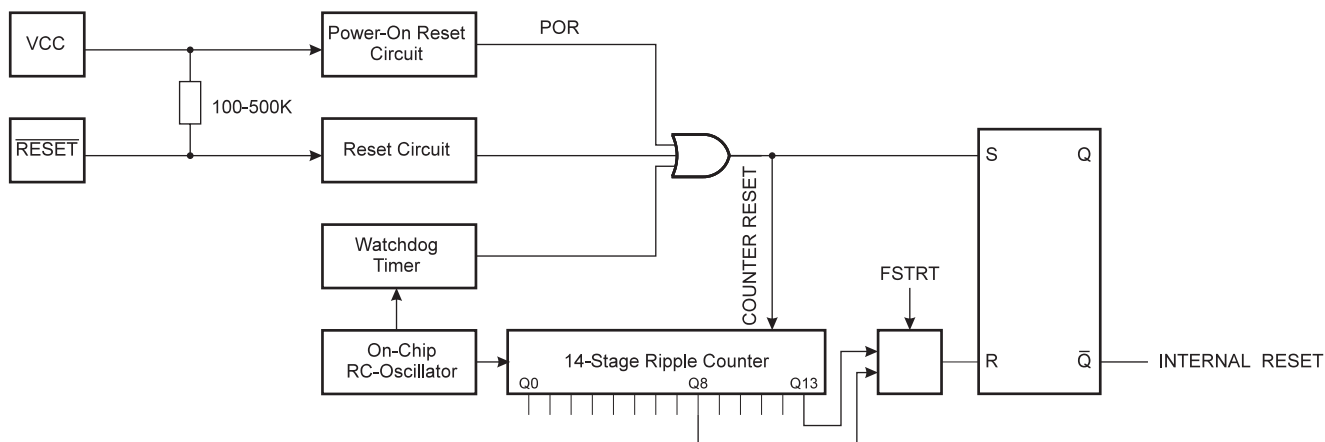 VCC
Power-On Reset
Circuit
POR
100-500K
RESET
Reset Circuit
S
Q
COUNTER RESET
Watchdog
Timer
FSTRT
On-Chip
RC-Oscillator
14-Stage Ripple Counter
Q0
Q8
Q13
R
Q̅
INTERNAL RESET